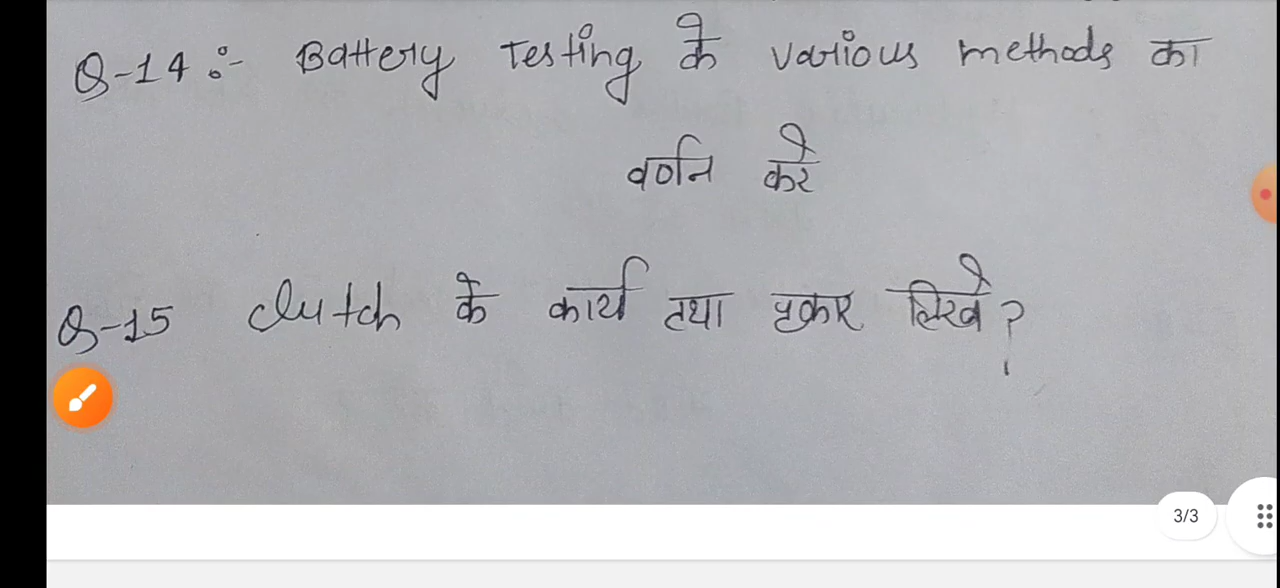 Q-14 :- Battery Testing के various methods का
वर्णन करे
Q-15 clutch के कार्य तथा प्रकार लिखे?
3/3